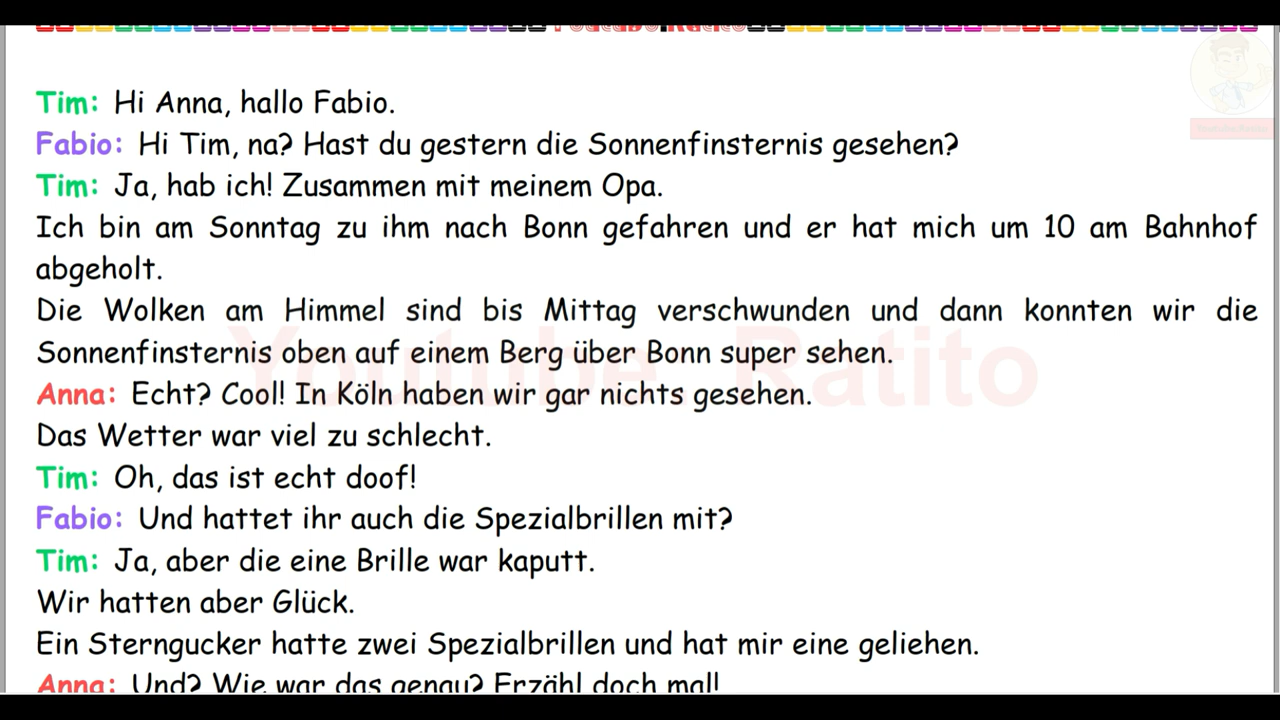 Tim: Hi Anna, hallo Fabio.
Fabio: Hi Tim, na? Hast du gestern die Sonnenfinsternis gesehen?
Tim: Ja, hab ich! Zusammen mit meinem Opa.
Ich bin am Sonntag zu ihm nach Bonn gefahren und er hat mich um 10 am Bahnhof
abgeholt.
Die Wolken am Himmel sind bis Mittag verschwunden und dann konnten wir die
Sonnenfinsternis oben auf einem Berg über Bonn super sehen.
Youtube Ratito
Anna: Echt? Cool! In Köln haben wir gar nichts gesehen.
Das Wetter war viel zu schlecht.
Tim: Oh, das ist echt doof!
Fabio: Und hattet ihr auch die Spezialbrillen mit?
Tim: Ja, aber die eine Brille war kaputt.
Wir hatten aber Glück.
Ein Sterngucker hatte zwei Spezialbrillen und hat mir eine geliehen.
Anna: Und? Wie war das genau? Erzähl doch mal!